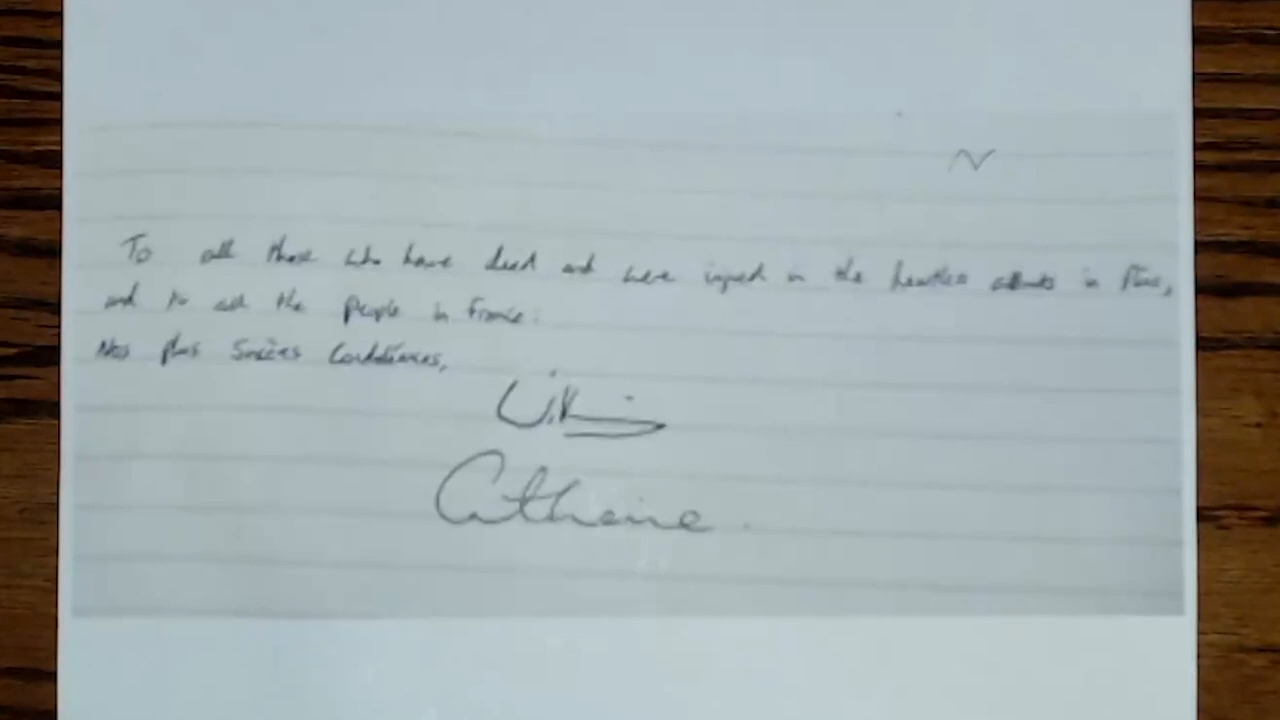 To all those who have died and were injured in the heartless attacks in Paris,
and to all the people in France.
Nos plus Sincères Condoléances,
William
Catherine.